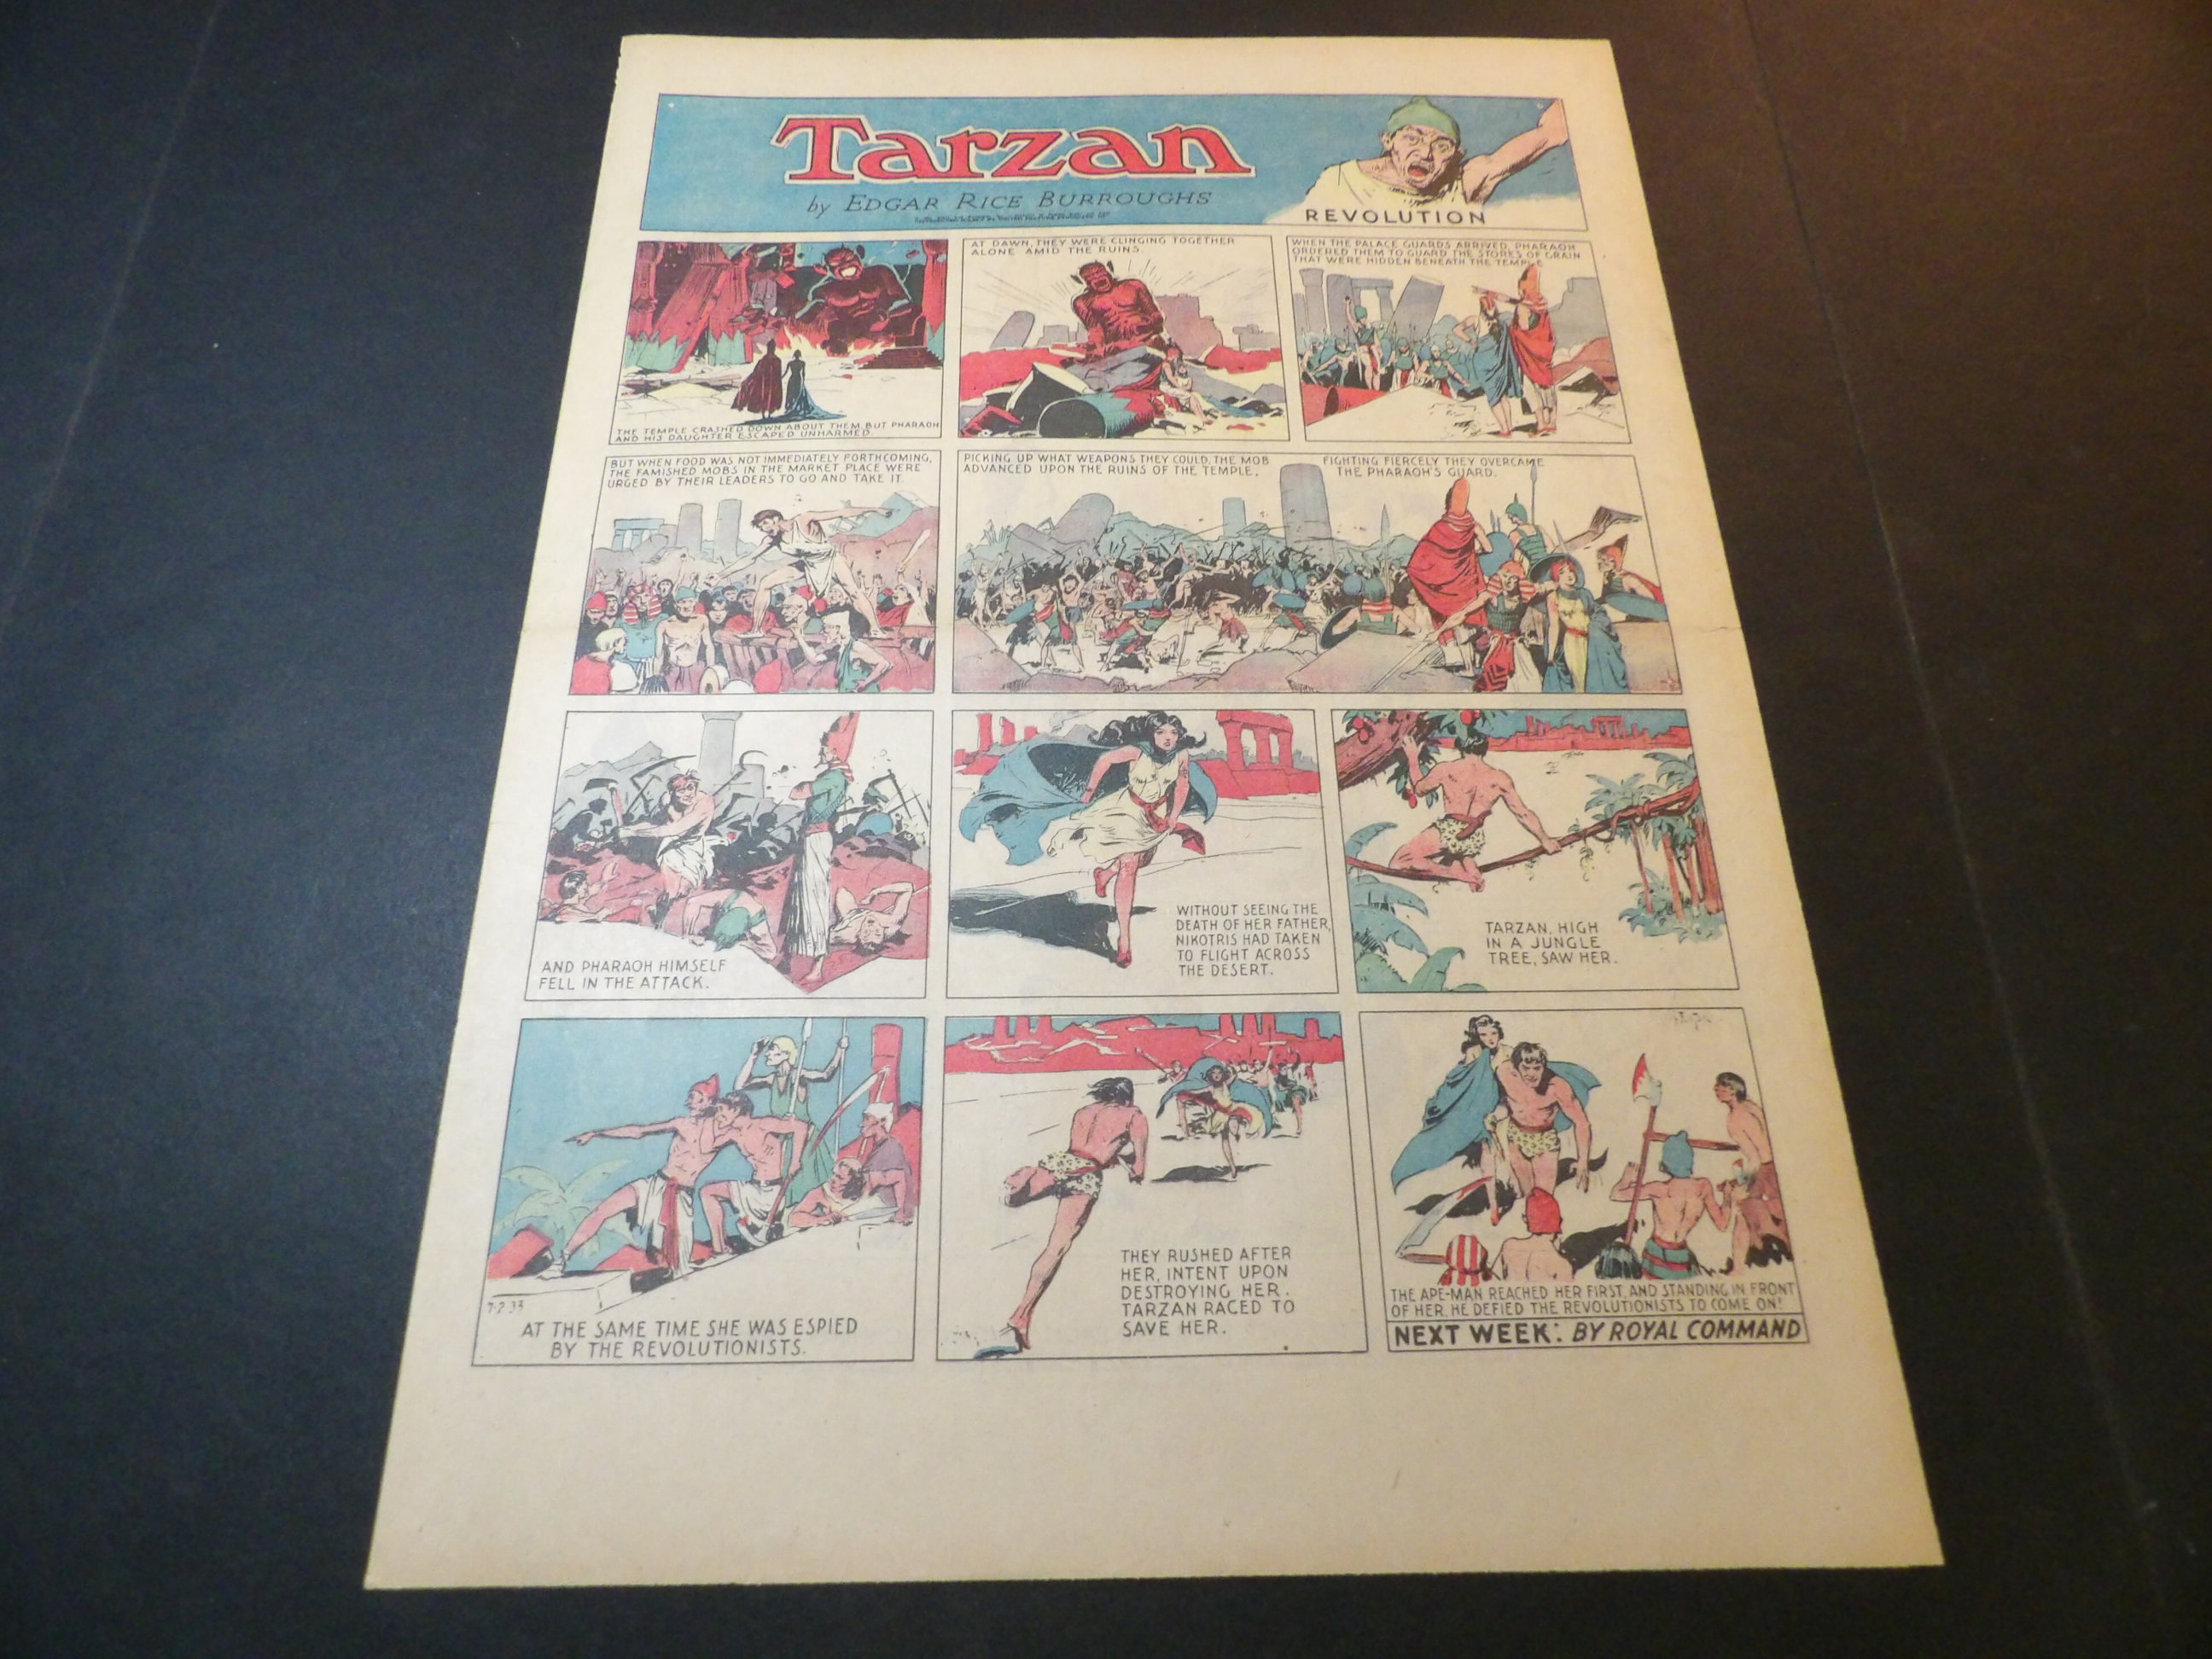 Tarzan
by EDGAR RICE BURROUGHS
REVOLUTION
THE TEMPLE CRASHED DOWN ABOUT THEM, BUT PHARAOH
AND HIS DAUGHTER ESCAPED UNHARMED.
AT DAWN, THEY WERE CLINGING TOGETHER
ALONE AMID THE RUINS.
WHEN THE PALACE GUARDS ARRIVED, PHARAOH
ORDERED THEM TO GUARD THE STORES OF GRAIN
THAT WERE HIDDEN BENEATH THE TEMPLE
BUT WHEN FOOD WAS NOT IMMEDIATELY FORTHCOMING,
THE FAMISHED MOBS IN THE MARKET PLACE WERE
URGED BY THEIR LEADERS TO GO AND TAKE IT.
PICKING UP WHAT WEAPONS THEY COULD, THE MOB
ADVANCED UPON THE RUINS OF THE TEMPLE.
FIGHTING FIERCELY THEY OVERCAME
THE PHARAOH'S GUARD.
AND PHARAOH HIMSELF
FELL IN THE ATTACK.
WITHOUT SEEING THE
DEATH OF HER FATHER,
NIKOTRIS HAD TAKEN
TO FLIGHT ACROSS
THE DESERT.
TARZAN, HIGH
IN A JUNGLE
TREE, SAW HER.
7-2-33
AT THE SAME TIME SHE WAS ESPIED
BY THE REVOLUTIONISTS.
THEY RUSHED AFTER
HER, INTENT UPON
DESTROYING HER.
TARZAN RACED TO
SAVE HER.
THE APE-MAN REACHED HER FIRST, AND STANDING IN FRONT
OF HER, HE DEFIED THE REVOLUTIONISTS TO COME ON!
NEXT WEEK: BY ROYAL COMMAND